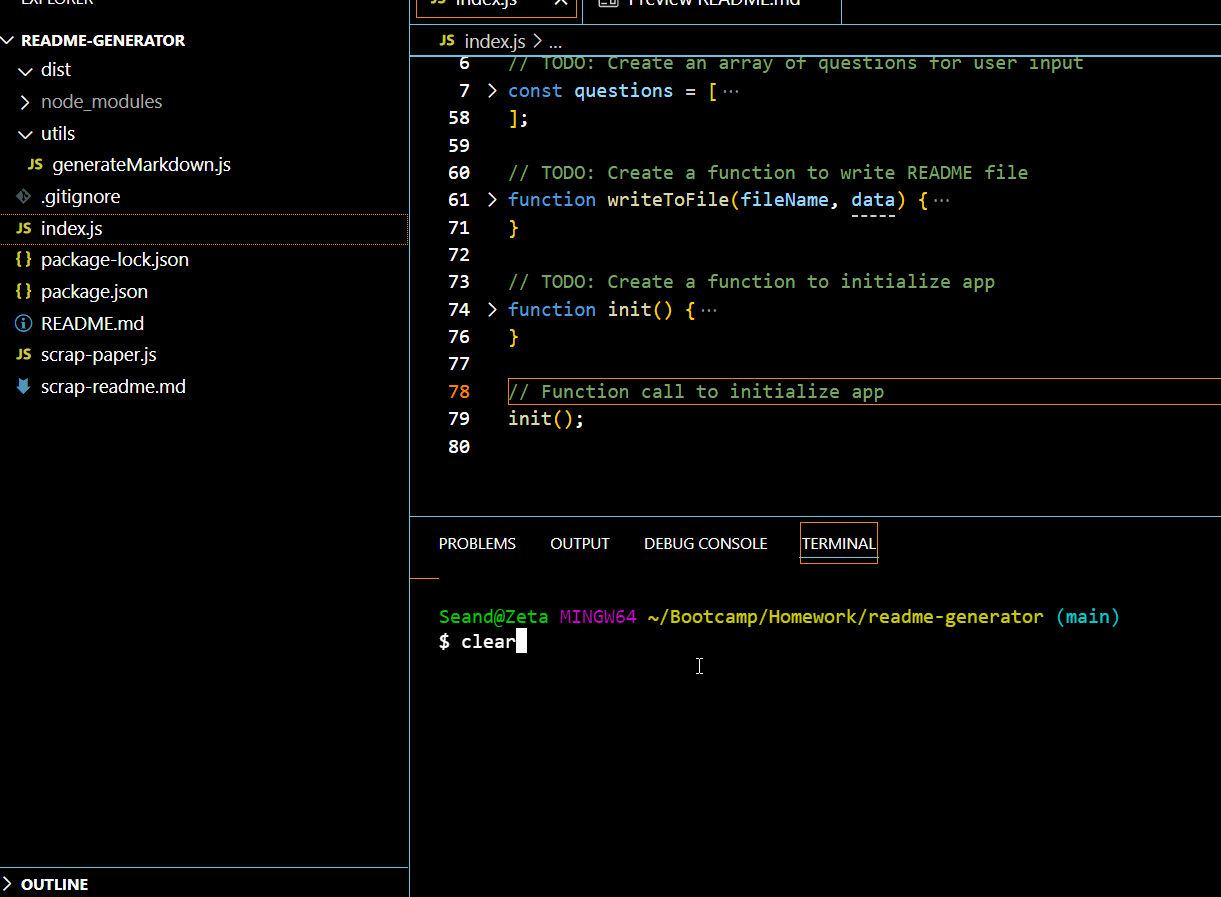 EXPLORER
README-GENERATOR
dist
node_modules
utils
JS generateMarkdown.js
.gitignore
JS index.js
{} package-lock.json
{} package.json
README.md
JS scrap-paper.js
scrap-readme.md
OUTLINE
JS index.js
Preview README.md
JS index.js > ...
6 // TODO: Create an array of questions for user input
7 const questions = [ ...
58 ];
59
60 // TODO: Create a function to write README file
61 function writeToFile(fileName, data) { ...
71 }
72
73 // TODO: Create a function to initialize app
74 function init() { ...
76 }
77
78 // Function call to initialize app
79 init();
80
PROBLEMS OUTPUT DEBUG CONSOLE TERMINAL
Seand@Zeta MINGW64 ~/Bootcamp/Homework/readme-generator (main)
$ clear